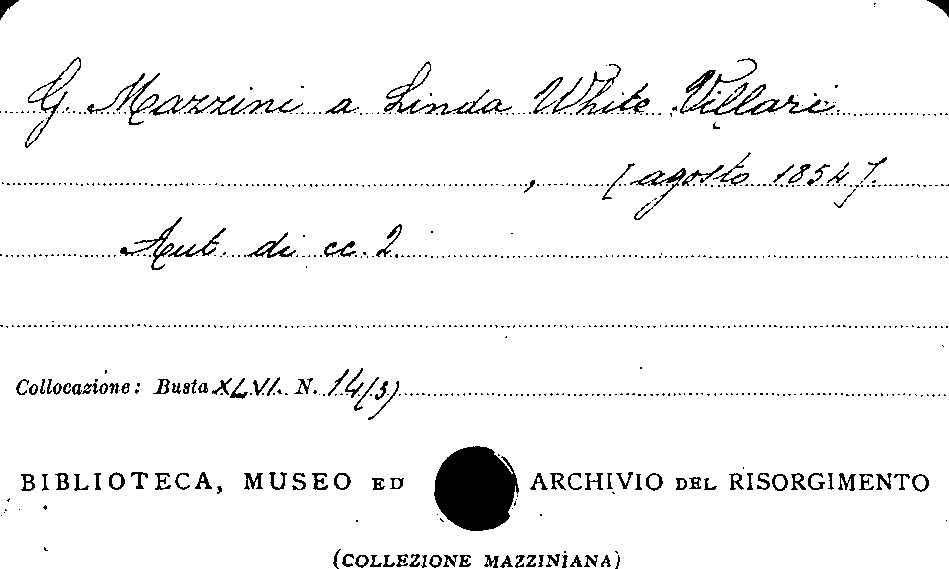 G. Mazzini a Linda White Villari
, [agosto 1854].
Aut. di cc. 2.
Collocazione: Busta XLVI. N. 14(3)
BIBLIOTECA, MUSEO ED ARCHIVIO DEL RISORGIMENTO
(COLLEZIONE MAZZINIANA)